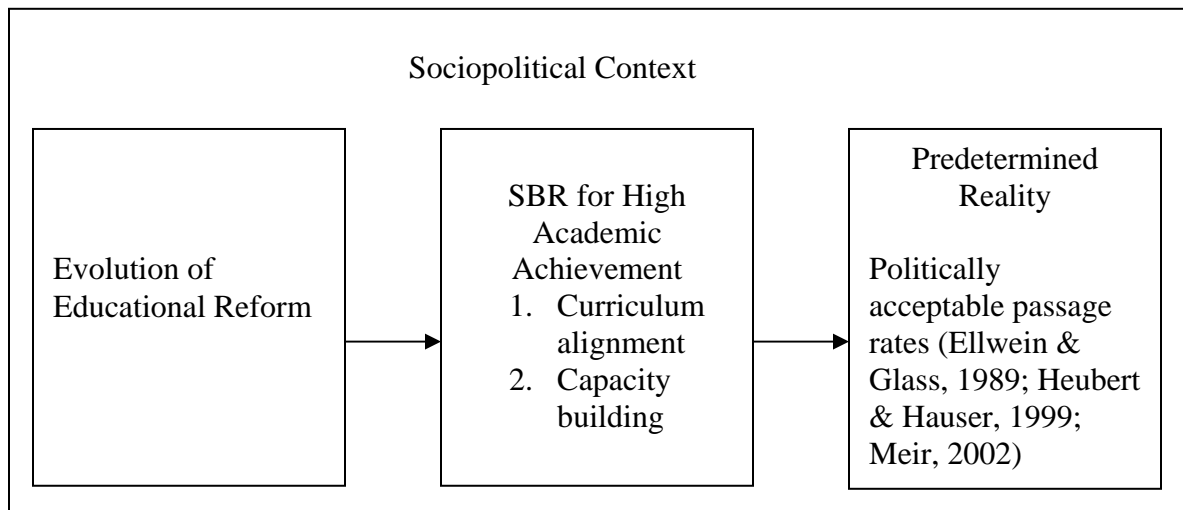 Sociopolitical Context
Evolution of
Educational Reform
SBR for High
Academic
Achievement
1. Curriculum
alignment
2. Capacity
building
Predetermined
Reality
Politically
acceptable passage
rates (Ellwein &
Glass, 1989; Heubert
& Hauser, 1999;
Meir, 2002)